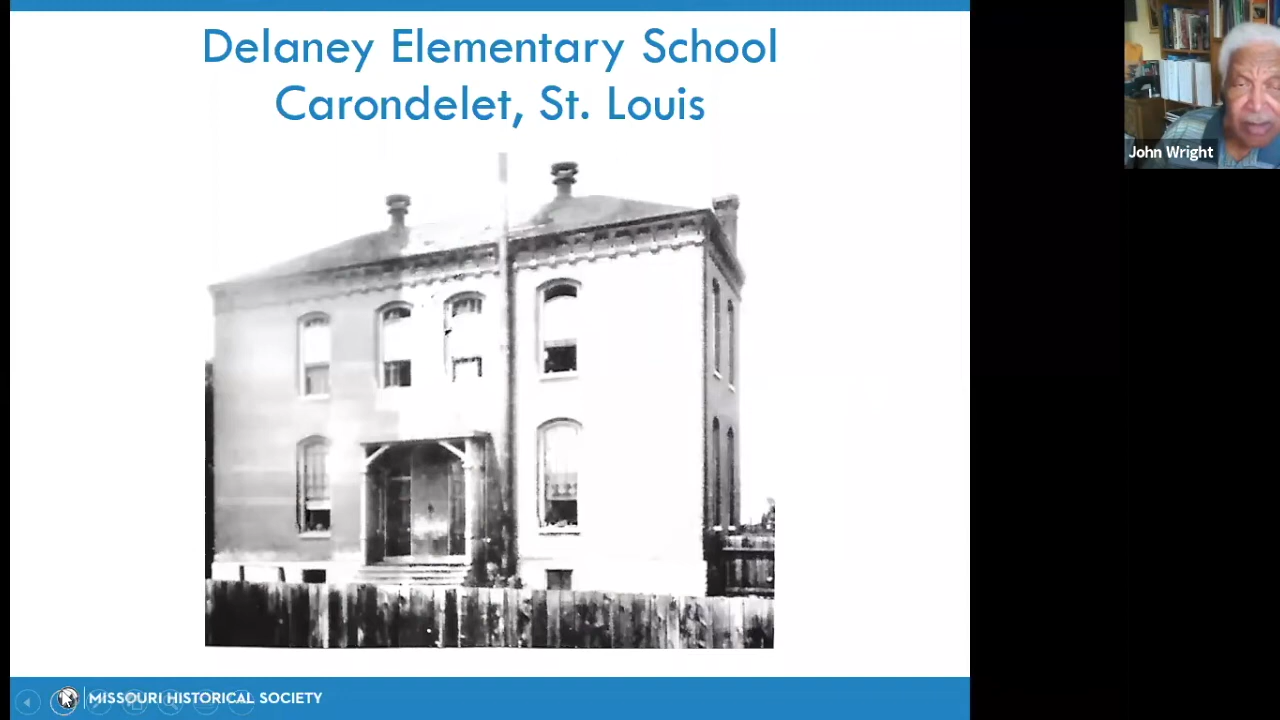 Delaney Elementary School
Carondelet, St. Louis
John Wright
MISSOURI HISTORICAL SOCIETY